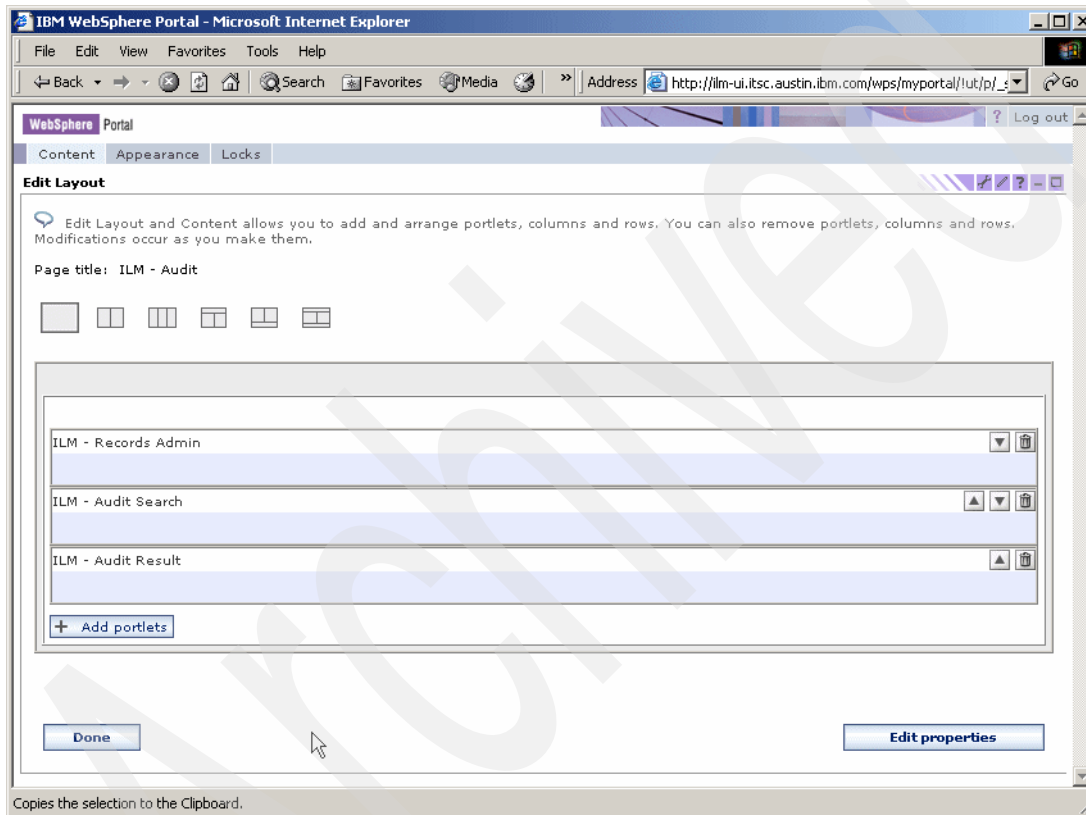 IBM WebSphere Portal - Microsoft Internet Explorer
File Edit View Favorites Tools Help
Back Search Favorites Media » Address http://ilm-ui.itsc.austin.ibm.com/wps/myportal/!ut/p/_s Go
WebSphere Portal ? Log out
Content Appearance Locks
Edit Layout ?
Edit Layout and Content allows you to add and arrange portlets, columns and rows. You can also remove portlets, columns and rows.
Modifications occur as you make them.
Page title: ILM - Audit
ILM - Records Admin
ILM - Audit Search
ILM - Audit Result
+ Add portlets
Done Edit properties
Copies the selection to the Clipboard.
Archived